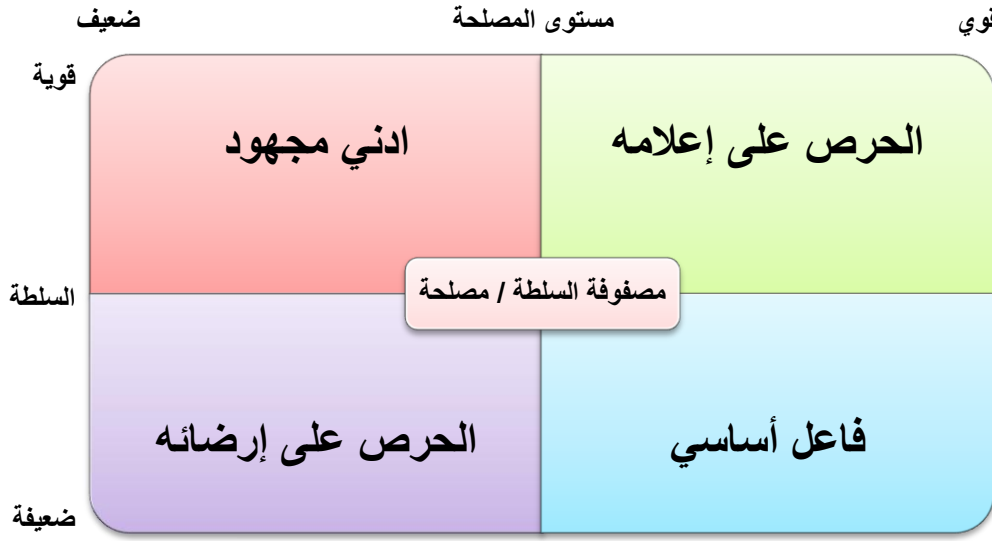 قوي
مستوى المصلحة
ضعيف
قوية
الحرص على إعلامه
ادني مجهود
مصفوفة السلطة / مصلحة
السلطة
فاعل أساسي
الحرص على إرضائه
ضعيفة